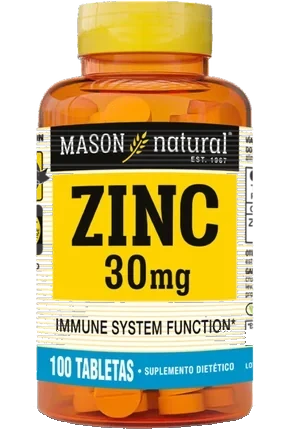 MASON natural
EST. 1967
ZINC
30mg
IMMUNE SYSTEM FUNCTION*
100 TABLETAS • SUPLEMENTO DIETÉTICO